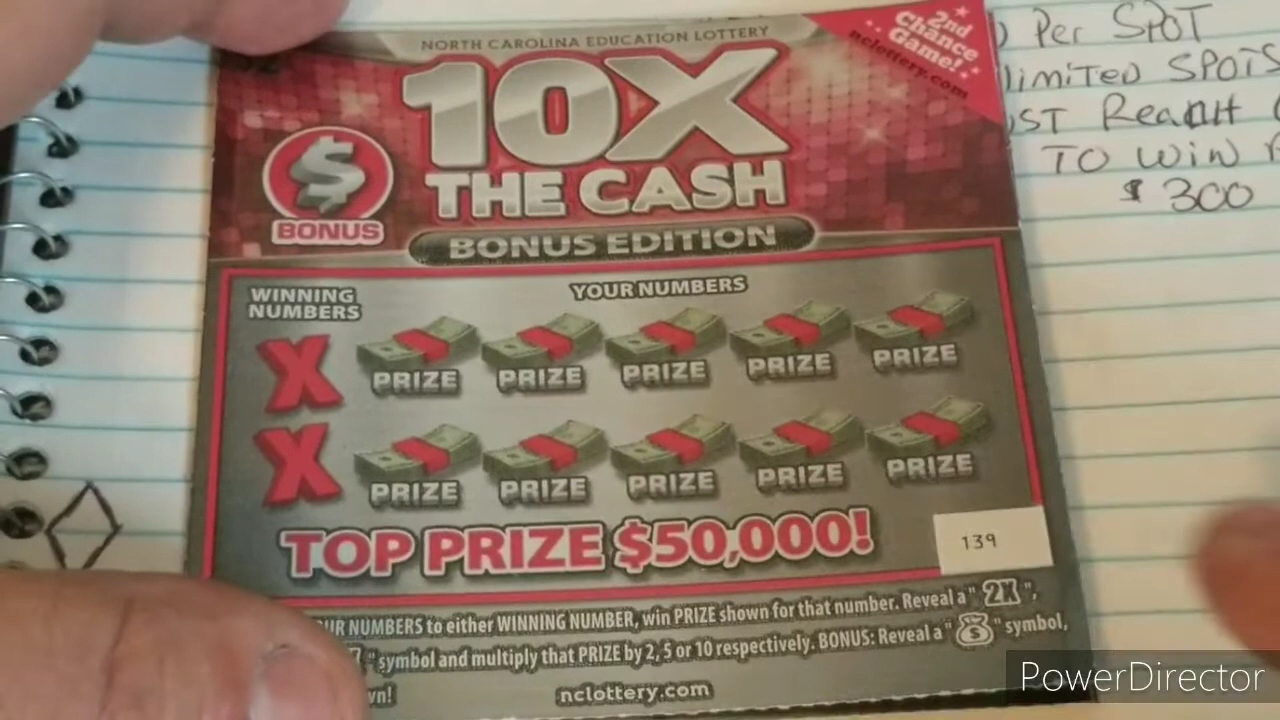 NORTH CAROLINA EDUCATION LOTTERY
2nd
Chance
Game!
nclottery.com
10X
THE CASH
BONUS EDITION
$
BONUS
WINNING
NUMBERS
YOUR NUMBERS
X
PRIZE PRIZE PRIZE PRIZE PRIZE
X
PRIZE PRIZE PRIZE PRIZE PRIZE
TOP PRIZE $50,000!
139
NUMBERS to either WINNING NUMBER, win PRIZE shown for that number. Reveal a "2X",
" symbol and multiply that PRIZE by 2, 5 or 10 respectively. BONUS: Reveal a "$" symbol,
nclottery.com
Per SPOT
SPOTS
TO WIN
$300
PowerDirector